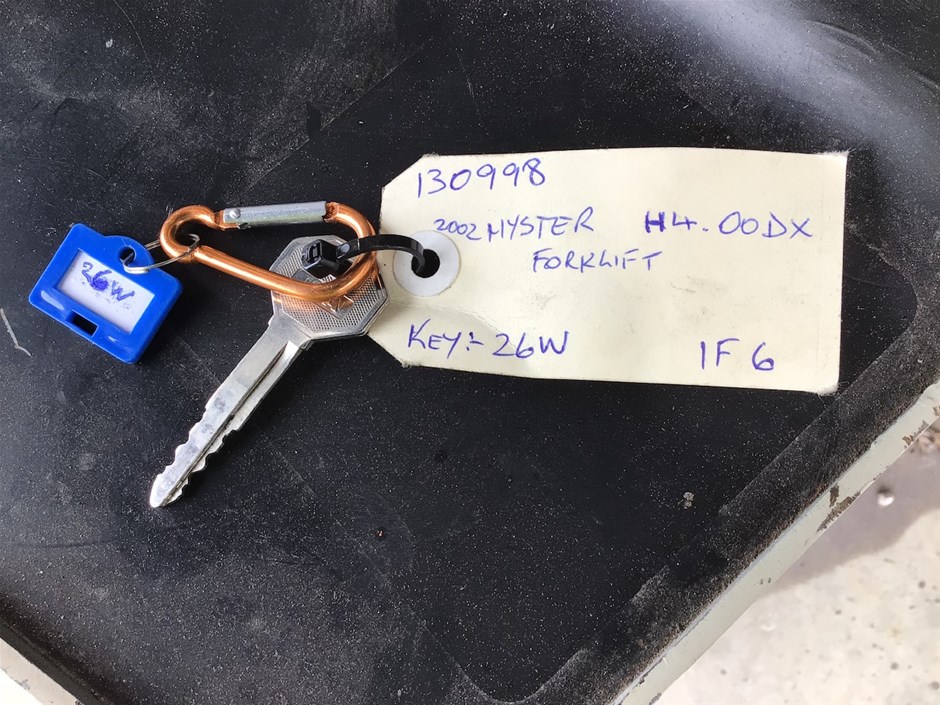 130998
2002 HYSTER H4.00DX
FORKLIFT
KEY:- 26W
1F6
26W